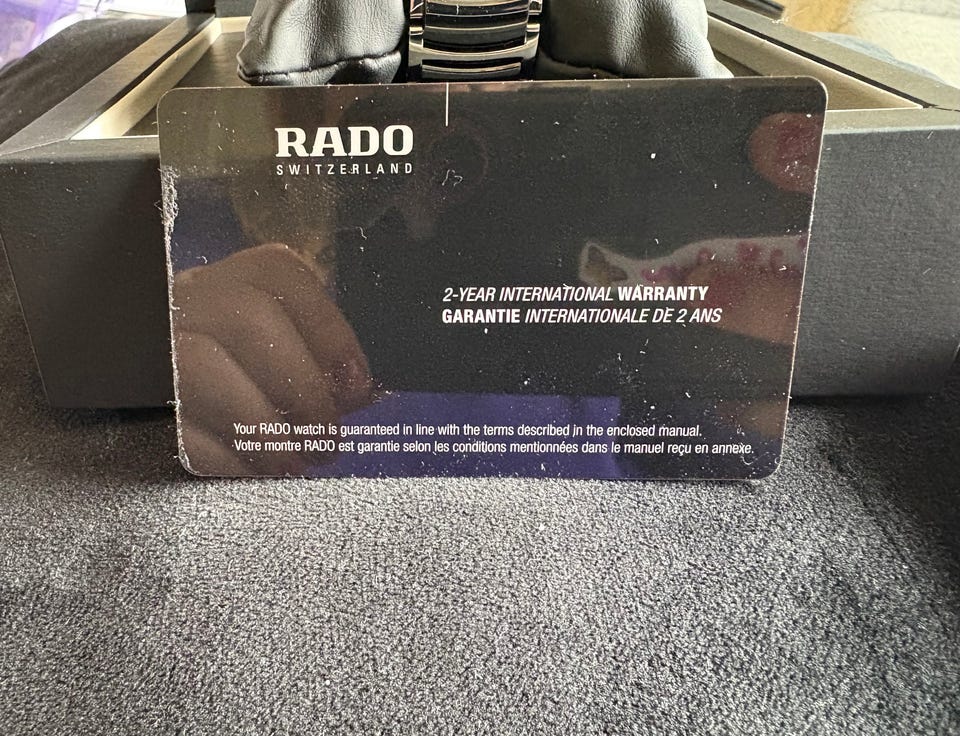 RADO
SWITZERLAND
2-YEAR INTERNATIONAL WARRANTY
GARANTIE INTERNATIONALE DE 2 ANS
Your RADO watch is guaranteed in line with the terms described in the enclosed manual.
Votre montre RADO est garantie selon les conditions mentionnées dans le manuel reçu en annexe.